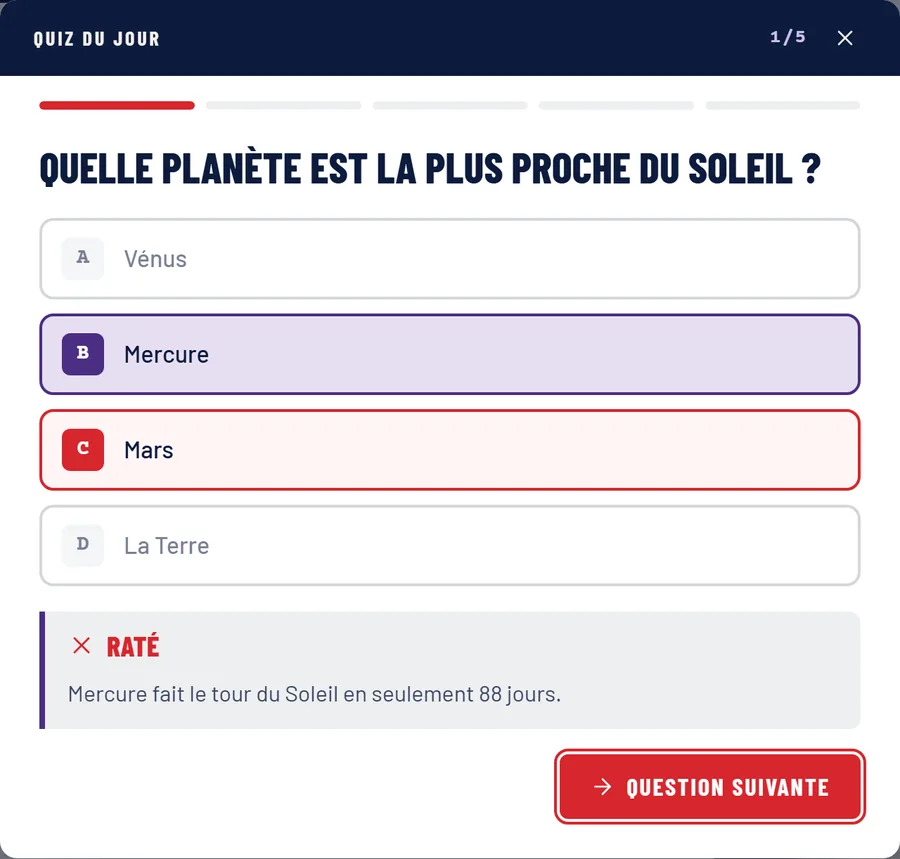 QUIZ DU JOUR
1/5
QUELLE PLANÈTE EST LA PLUS PROCHE DU SOLEIL ?
A Vénus
B Mercure
C Mars
D La Terre
RATÉ
Mercure fait le tour du Soleil en seulement 88 jours.
QUESTION SUIVANTE